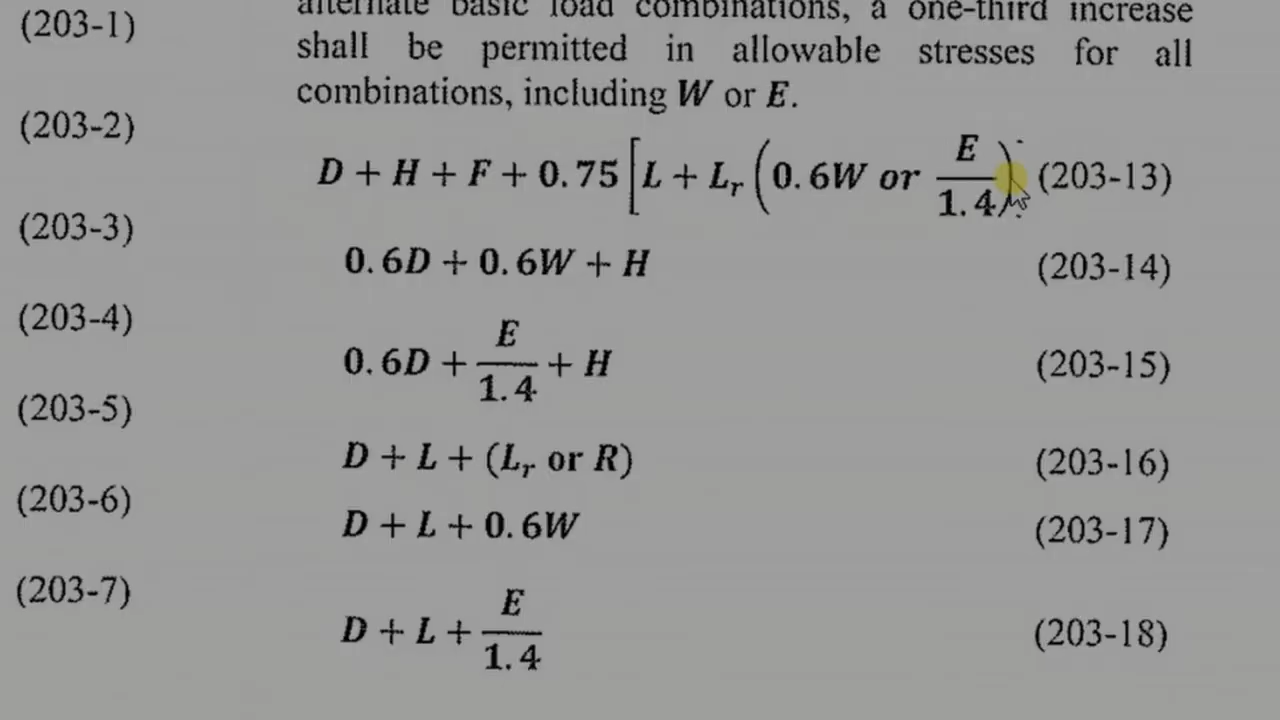 (203-1)
(203-2)
(203-3)
(203-4)
(203-5)
(203-6)
(203-7)
alternate basic load combinations, a one-third increase
shall be permitted in allowable stresses for all
combinations, including W or E.
D + H + F + 0.75 [L + Lr (0.6W or E/1.4) (203-13)
0.6D + 0.6W + H (203-14)
0.6D + E/1.4 + H (203-15)
D + L + (Lr or R) (203-16)
D + L + 0.6W (203-17)
D + L + E/1.4 (203-18)